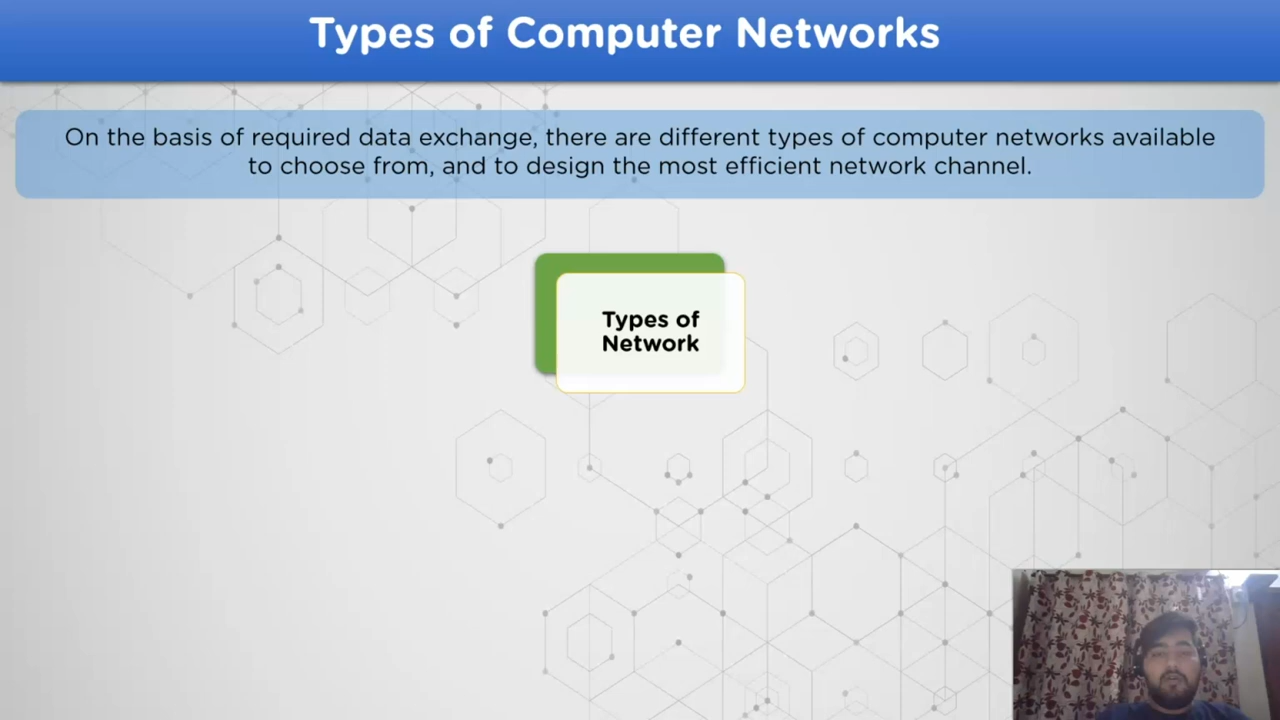 Types of Computer Networks
On the basis of required data exchange, there are different types of computer networks available
to choose from, and to design the most efficient network channel.
Types of
Network